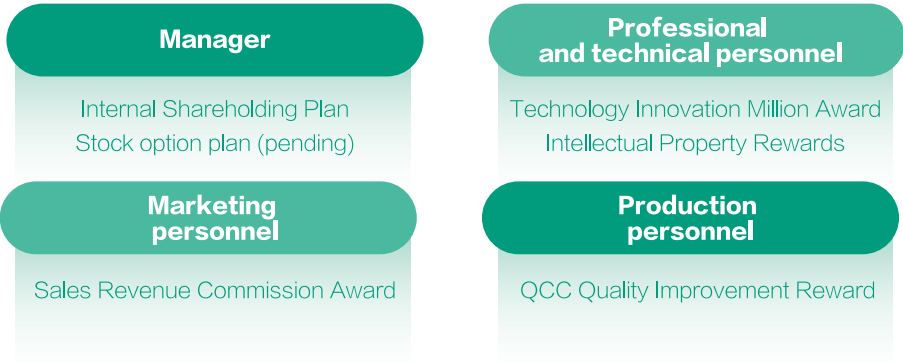 Manager
Internal Shareholding Plan
Stock option plan (pending)
Professional
and technical personnel
Technology Innovation Million Award
Intellectual Property Rewards
Marketing
personnel
Sales Revenue Commission Award
Production
personnel
QCC Quality Improvement Reward